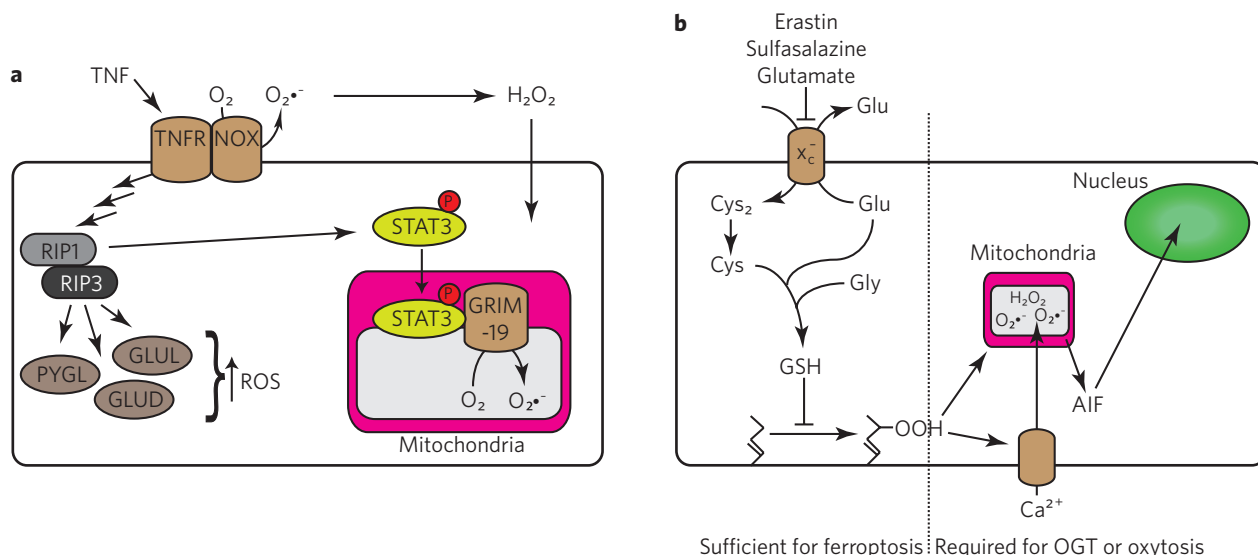 a
TNF
O₂
O₂•⁻
H₂O₂
TNFR
NOX
RIP1
RIP3
PYGL
GLUL
GLUD
ROS
P
STAT3
P
STAT3
GRIM
-19
O₂
O₂•⁻
Mitochondria
b
Erastin
Sulfasalazine
Glutamate
Glu
x꜀⁻
Cys₂
Glu
Cys
Gly
GSH
OOH
Nucleus
Mitochondria
H₂O₂
O₂•⁻
O₂•⁻
AIF
Ca²⁺
Sufficient for ferroptosis
Required for OGT or oxytosis